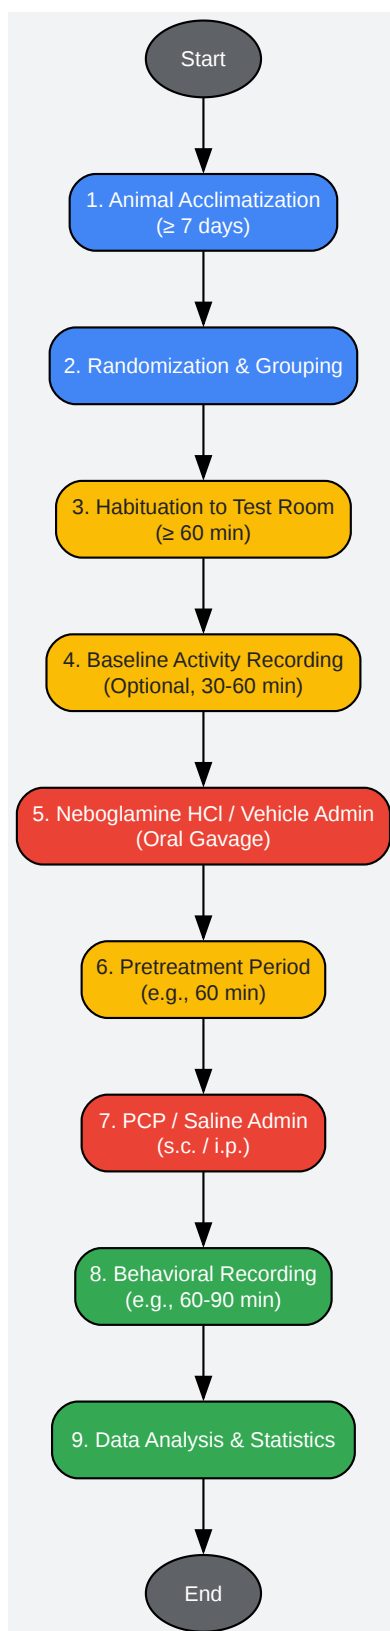 Start
1. Animal Acclimatization
(≥ 7 days)
2. Randomization & Grouping
3. Habituation to Test Room
(≥ 60 min)
4. Baseline Activity Recording
(Optional, 30-60 min)
5. Neboglamine HCl / Vehicle Admin
(Oral Gavage)
6. Pretreatment Period
(e.g., 60 min)
7. PCP / Saline Admin
(s.c. / i.p.)
8. Behavioral Recording
(e.g., 60-90 min)
9. Data Analysis & Statistics
End